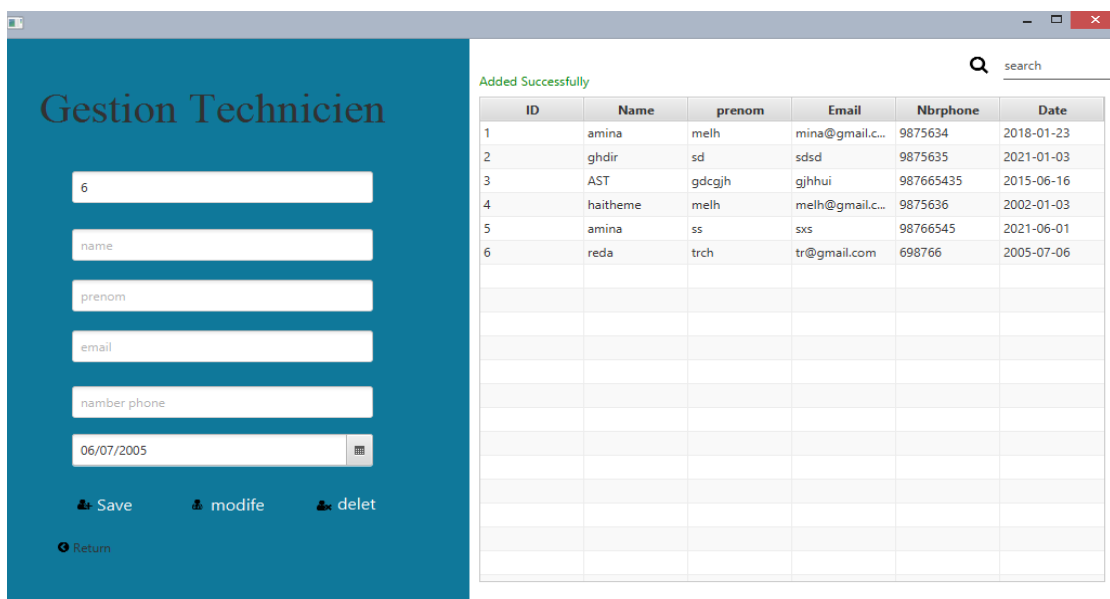 Gestion Technicien
6
name
prenom
email
namber phone
06/07/2005
Save modife delet
Return
search
Added Successfully
ID Name prenom Email Nbrphone Date
1 amina melh mina@gmail.c... 9875634 2018-01-23
2 ghdir sd sdsd 9875635 2021-01-03
3 AST gdcgjh gjhhui 987665435 2015-06-16
4 haitheme melh melh@gmail.c... 9875636 2002-01-03
5 amina ss sxs 98766545 2021-06-01
6 reda trch tr@gmail.com 698766 2005-07-06